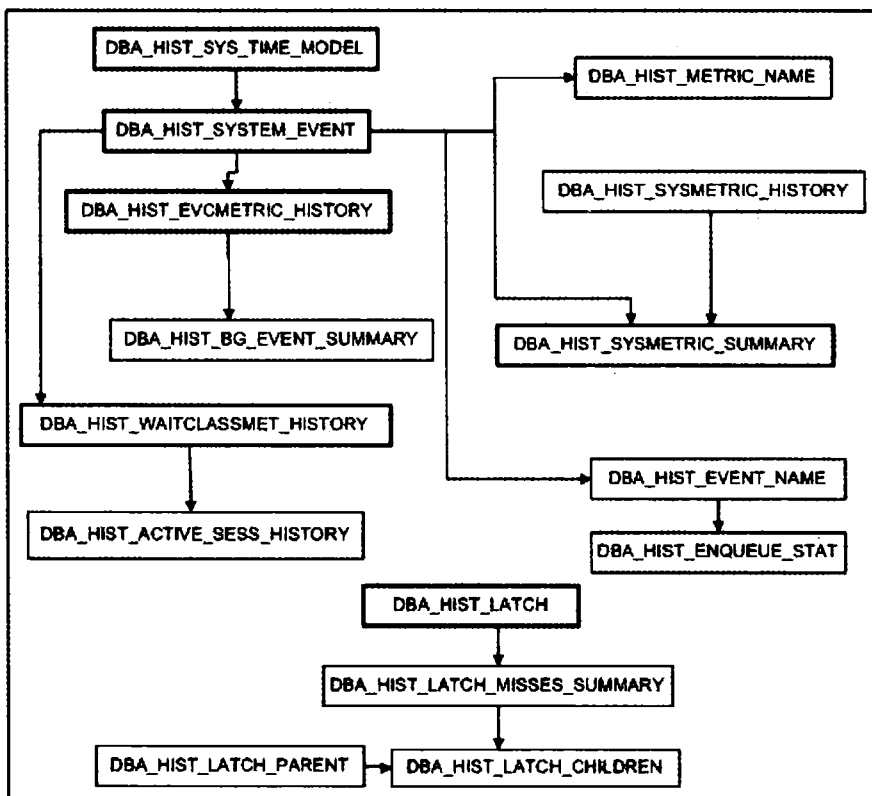 DBA_HIST_SYS_TIME_MODEL
DBA_HIST_METRIC_NAME
DBA_HIST_SYSTEM_EVENT
DBA_HIST_SYSMETRIC_HISTORY
DBA_HIST_EVCMETRIC_HISTORY
DBA_HIST_BG_EVENT_SUMMARY
DBA_HIST_SYSMETRIC_SUMMARY
DBA_HIST_WAITCLASSMET_HISTORY
DBA_HIST_EVENT_NAME
DBA_HIST_ACTIVE_SESS_HISTORY
DBA_HIST_ENQUEUE_STAT
DBA_HIST_LATCH
DBA_HIST_LATCH_MISSES_SUMMARY
DBA_HIST_LATCH_PARENT
DBA_HIST_LATCH_CHILDREN